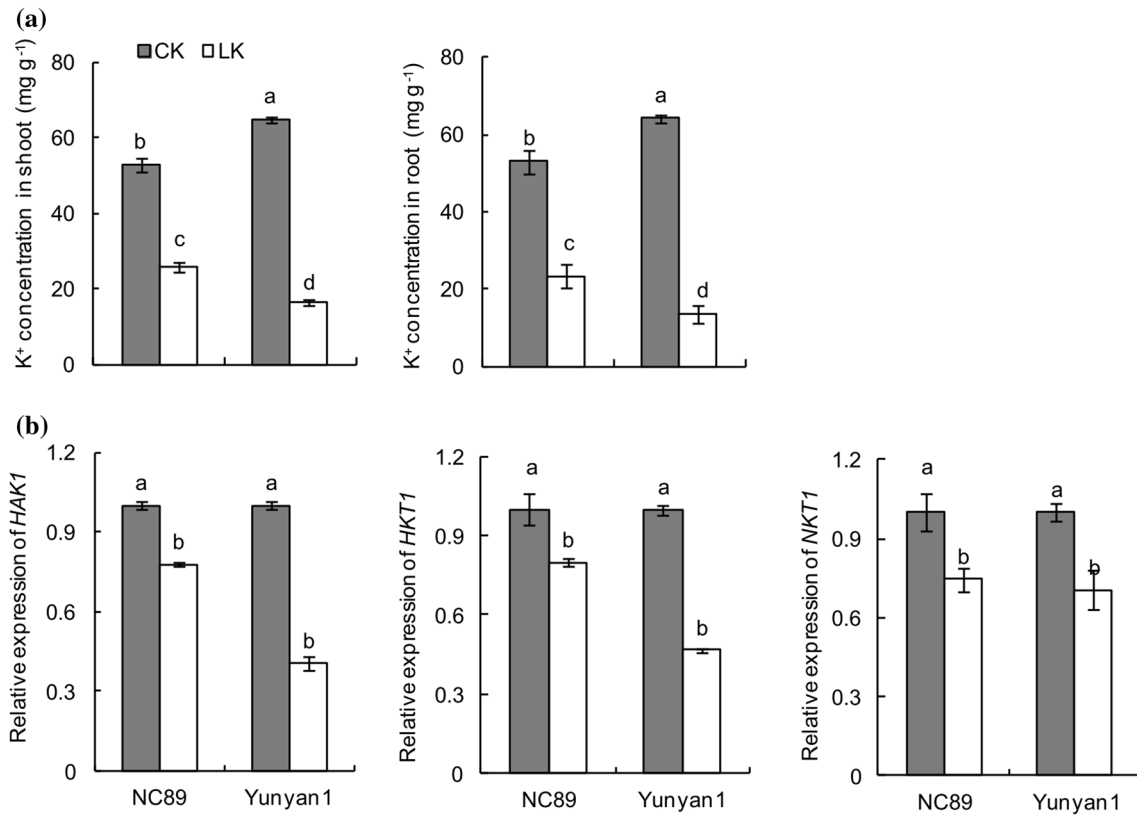 (a)
CK LK
K⁺ concentration in shoot (mg g⁻¹)
80
60
40
20
0
b
c
a
d
K⁺ concentration in root (mg g⁻¹)
80
60
40
20
0
b
c
a
d
(b)
Relative expression of HAK1
1.2
0.9
0.6
0.3
0
a
b
a
b
NC89 Yunyan1
Relative expression of HKT1
1.2
0.9
0.6
0.3
0
a
b
a
b
NC89 Yunyan1
Relative expression of NKT1
1.2
0.9
0.6
0.3
0
a
b
a
b
NC89 Yunyan1